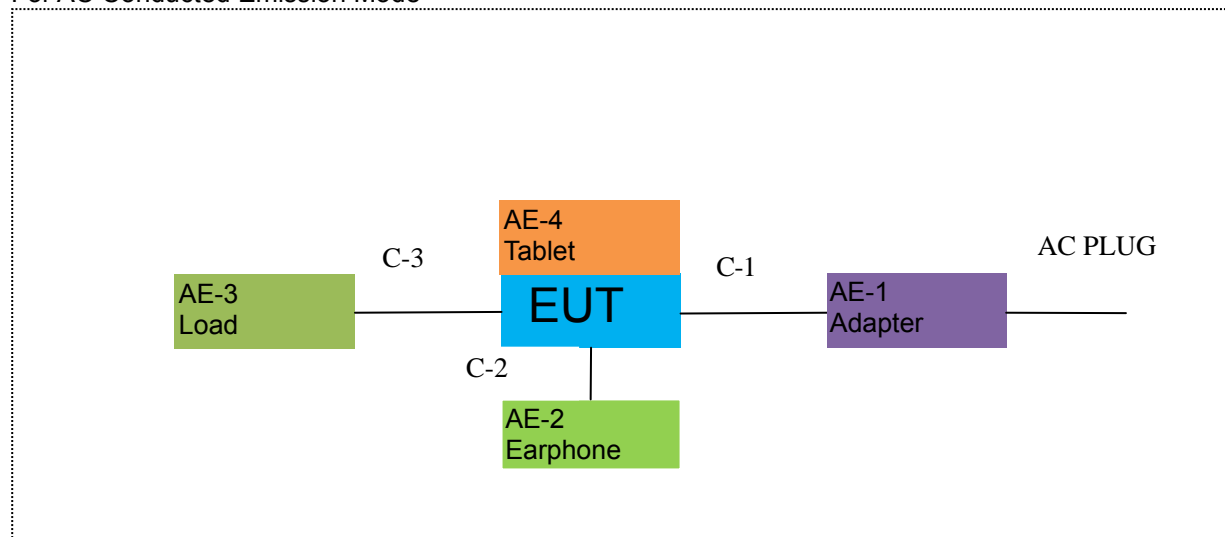 AE-4
Tablet
C-3
C-1
AC PLUG
AE-3
Load
EUT
AE-1
Adapter
C-2
AE-2
Earphone